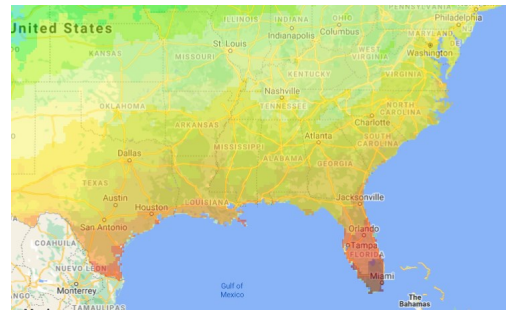 PENNSYLVANIA
ILLINOIS
INDIANA
OHIO
Philadelphia
United States
Indianapolis
Columbus
MARYLAND
St. Louis
KANSAS
MISSOURI
WEST
VIRGINIA
Washington
KENTUCKY
VIRGINIA
Nashville
OKLAHOMA
TENNESSEE
NORTH
CAROLINA
ARKANSAS
Charlotte
Atlanta
SOUTH
CAROLINA
Dallas
MISSISSIPPI
ALABAMA
GEORGIA
TEXAS
Austin
Houston
LOUISIANA
Jacksonville
San Antonio
Orlando
COAHUILA
Tampa
FLORIDA
NUEVO LEON
Miami
Monterrey
Gulf of
Mexico
The
Bahamas
TAMAULIPAS